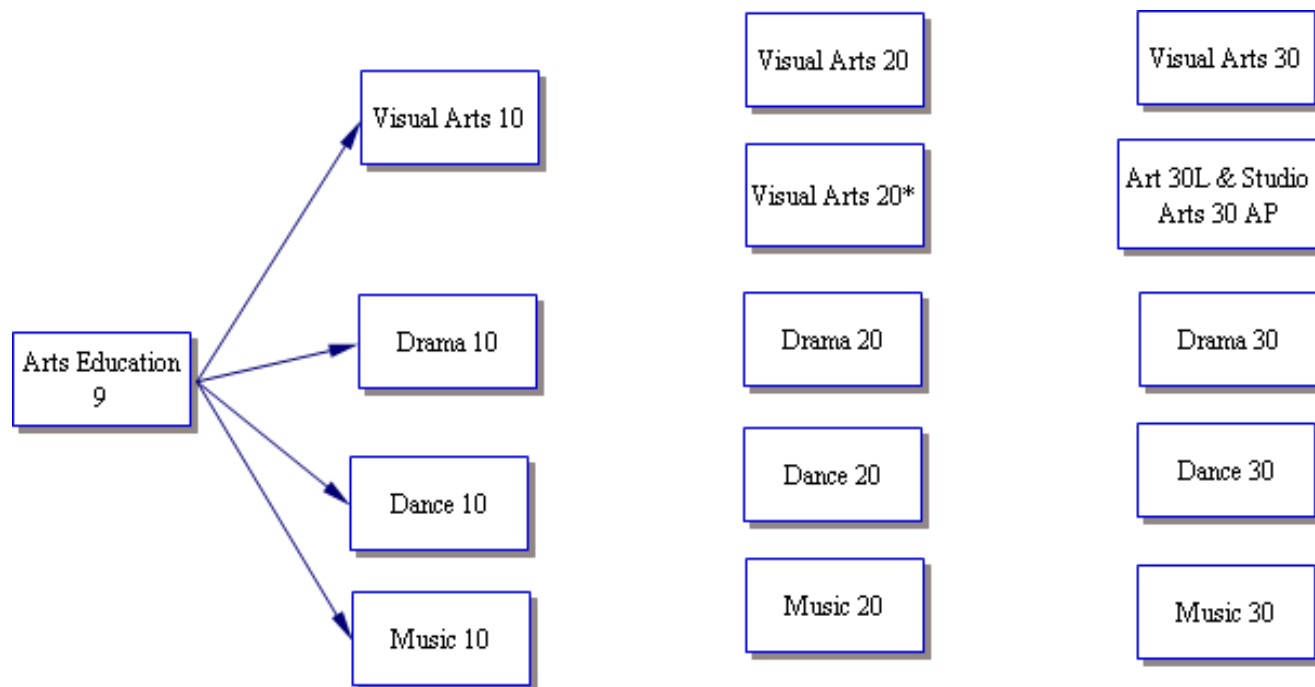 Arts Education
9
Visual Arts 10
Drama 10
Dance 10
Music 10
Visual Arts 20
Visual Arts 20*
Drama 20
Dance 20
Music 20
Visual Arts 30
Art 30L & Studio
Arts 30 AP
Drama 30
Dance 30
Music 30